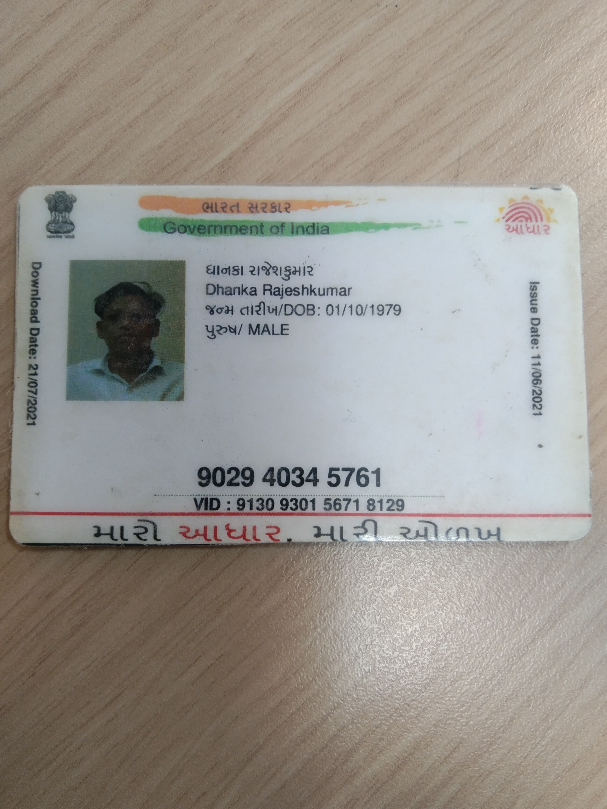 ભારત સરકાર
Government of India
આધાર
Download Date: 21/07/2021
ધાનકા રાજેશકુમાર
Dhanka Rajeshkumar
જન્મ તારીખ/DOB: 01/10/1979
પુરુષ/ MALE
Issue Date: 11/06/2021
9029 4034 5761
VID : 9130 9301 5671 8129
મારો આધાર, મારી ઓળખ